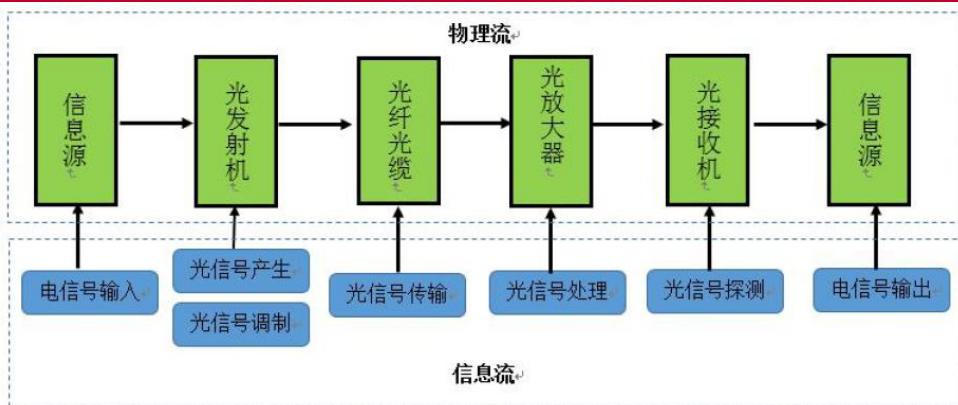 物理流
信息源
光发射机
光纤光缆
光放大器
光接收机
信息源
电信号输入
光信号产生
光信号调制
光信号传输
光信号处理
光信号探测
电信号输出
信息流